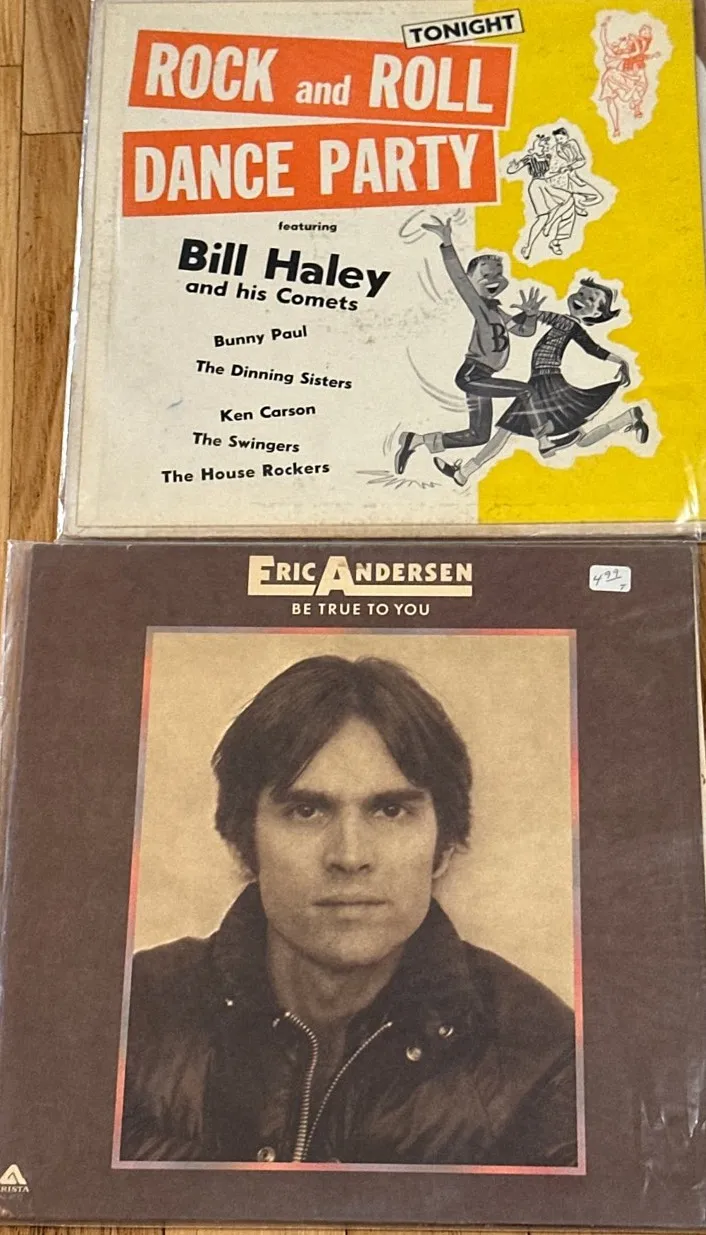 TONIGHT
ROCK and ROLL
DANCE PARTY
featuring
Bill Haley
and his Comets
Bunny Paul
The Dinning Sisters
Ken Carson
The Swingers
The House Rockers
B
ERIC ANDERSEN
BE TRUE TO YOU
4 99
RISTA